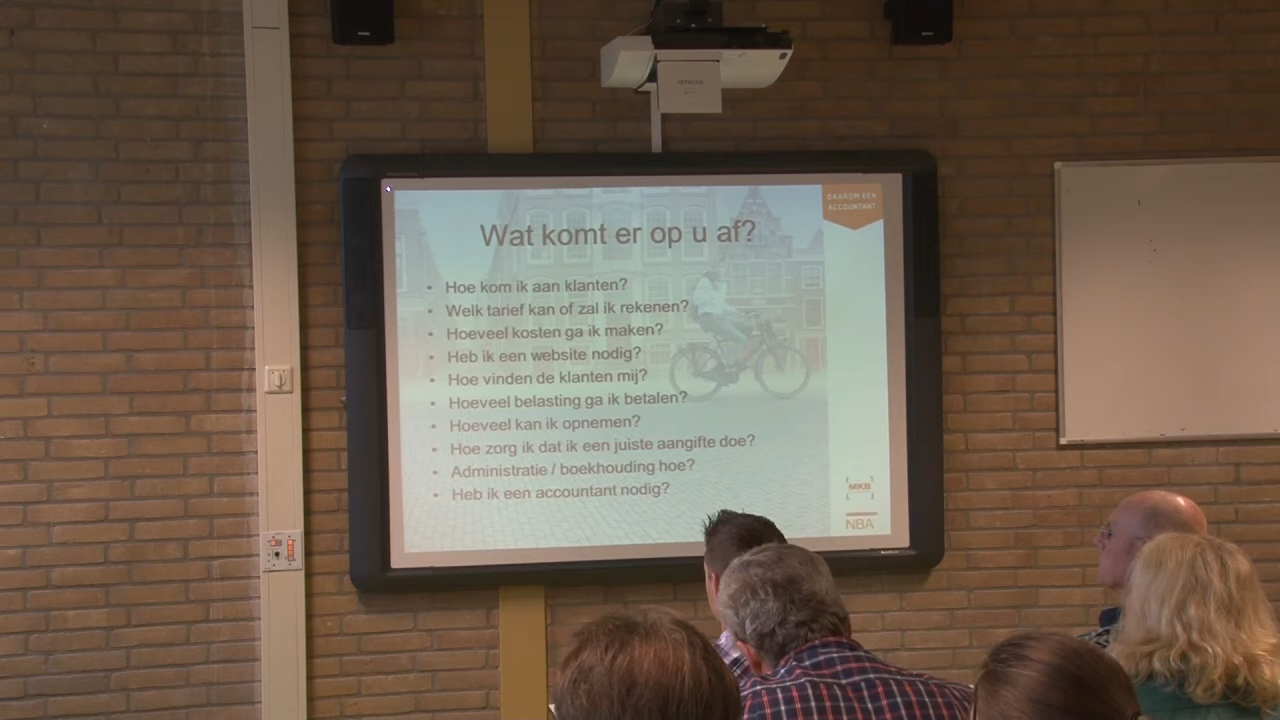 HITACHI
DAAROM EEN
ACCOUNTANT
Wat komt er op u af?
• Hoe kom ik aan klanten?
• Welk tarief kan of zal ik rekenen?
• Hoeveel kosten ga ik maken?
• Heb ik een website nodig?
• Hoe vinden de klanten mij?
• Hoeveel belasting ga ik betalen?
• Hoeveel kan ik opnemen?
• Hoe zorg ik dat ik een juiste aangifte doe?
• Administratie / boekhouding hoe?
• Heb ik een accountant nodig?
MKB
NBA